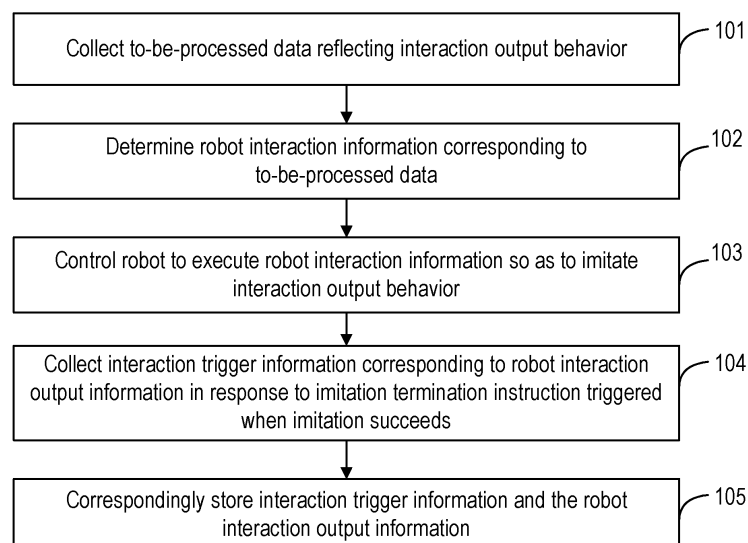 Collect to-be-processed data reflecting interaction output behavior
101
Determine robot interaction information corresponding to
to-be-processed data
102
Control robot to execute robot interaction information so as to imitate
interaction output behavior
103
Collect interaction trigger information corresponding to robot interaction
output information in response to imitation termination instruction triggered
when imitation succeeds
104
Correspondingly store interaction trigger information and the robot
interaction output information
105